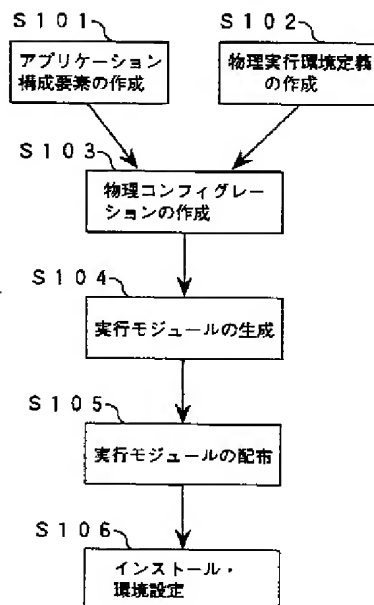 S101
アプリケーション
構成要素の作成
S102
物理実行環境定義
の作成
S103
物理コンフィグレー
ションの作成
S104
実行モジュールの生成
S105
実行モジュールの配布
S106
インストール・
環境設定